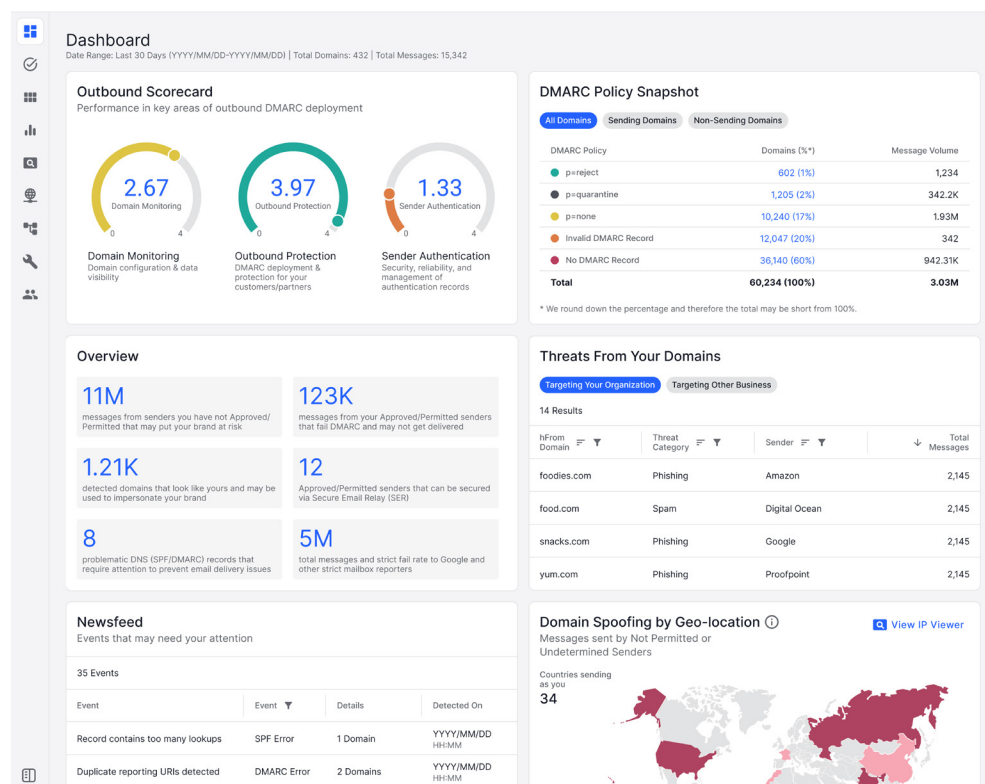 Dashboard
Date Range: Last 30 Days (YYYY/MM/DD-YYYY/MM/DD) | Total Domains: 432 | Total Messages: 15,342
Outbound Scorecard
Performance in key areas of outbound DMARC deployment
2.67
Domain Monitoring
0 4
Domain Monitoring
Domain configuration & data
visibility
3.97
Outbound Protection
0 4
Outbound Protection
DMARC deployment &
protection for your
customers/partners
1.33
Sender Authentication
0 4
Sender Authentication
Security, reliability, and
management of
authentication records
DMARC Policy Snapshot
All Domains Sending Domains Non-Sending Domains
DMARC Policy Domains (%*) Message Volume
p=reject 602 (1%) 1,234
p=quarantine 1,205 (2%) 342.2K
p=none 10,240 (17%) 1.93M
Invalid DMARC Record 12,047 (20%) 342
No DMARC Record 36,140 (60%) 942.31K
Total 60,234 (100%) 3.03M
* We round down the percentage and therefore the total may be short from 100%.
Overview
11M
messages from senders you have not Approved/
Permitted that may put your brand at risk
123K
messages from your Approved/Permitted senders
that fail DMARC and may not get delivered
1.21K
detected domains that look like yours and may be
used to impersonate your brand
12
Approved/Permitted senders that can be secured
via Secure Email Relay (SER)
8
problematic DNS (SPF/DMARC) records that
require attention to prevent email delivery issues
5M
total messages and strict fail rate to Google and
other strict mailbox reporters
Threats From Your Domains
Targeting Your Organization Targeting Other Business
14 Results
hFrom
Domain
Threat
Category
Sender
Total
Messages
foodies.com Phishing Amazon 2,145
food.com Spam Digital Ocean 2,145
snacks.com Phishing Google 2,145
yum.com Phishing Proofpoint 2,145
Newsfeed
Events that may need your attention
35 Events
Event Event Details Detected On
Record contains too many lookups SPF Error 1 Domain YYYY/MM/DD
HH:MM
Duplicate reporting URIs detected DMARC Error 2 Domains YYYY/MM/DD
HH:MM
Domain Spoofing by Geo-location
View IP Viewer
Messages sent by Not Permitted or
Undetermined Senders
Countries sending
as you
34